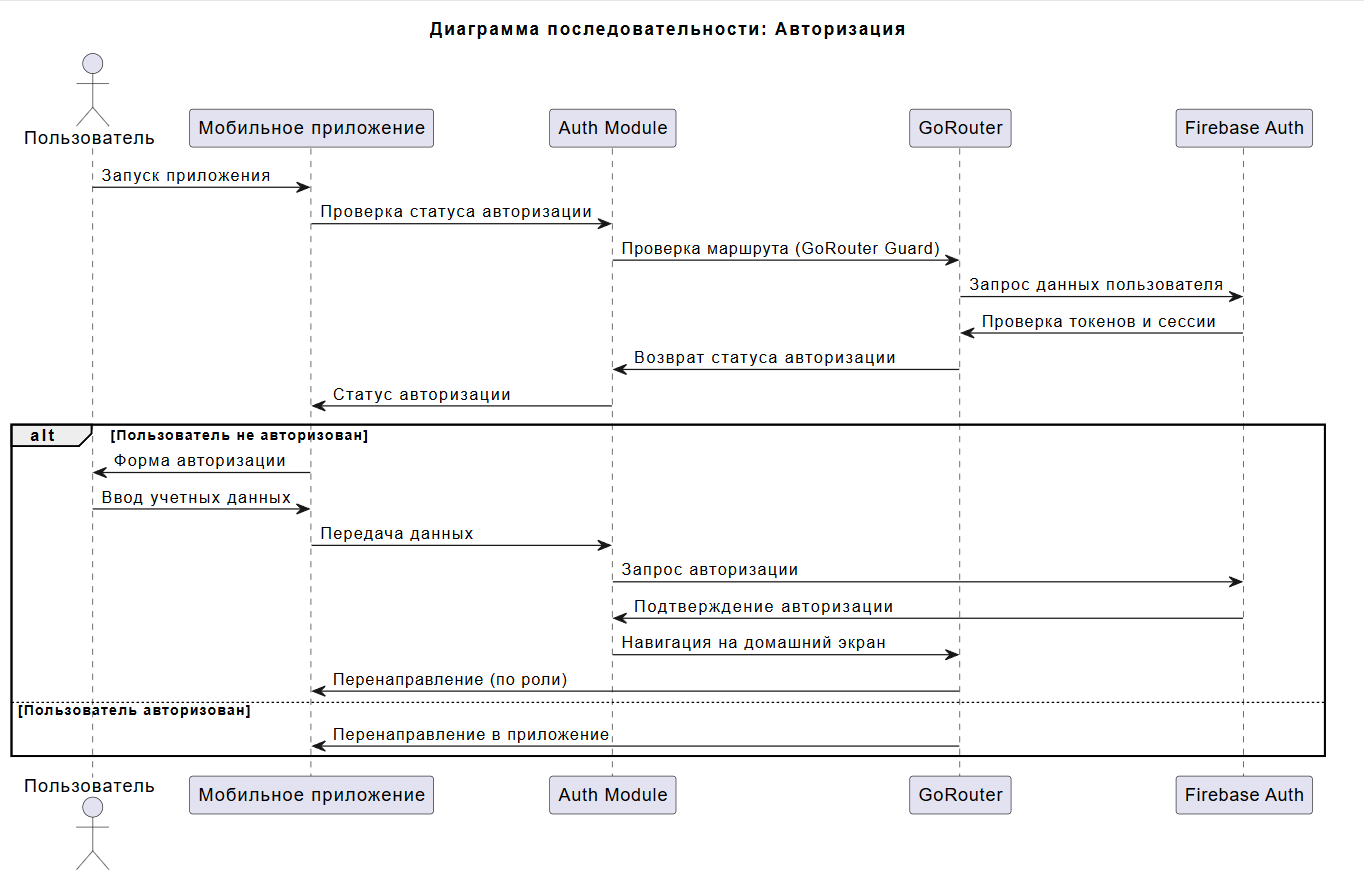 Диаграмма последовательности: Авторизация
Пользователь
Мобильное приложение
Auth Module
GoRouter
Firebase Auth
Запуск приложения
Проверка статуса авторизации
Проверка маршрута (GoRouter Guard)
Запрос данных пользователя
Проверка токенов и сессии
Возврат статуса авторизации
Статус авторизации
alt
[Пользователь не авторизован]
Форма авторизации
Ввод учетных данных
Передача данных
Запрос авторизации
Подтверждение авторизации
Навигация на домашний экран
Перенаправление (по роли)
[Пользователь авторизован]
Перенаправление в приложение
Пользователь
Мобильное приложение
Auth Module
GoRouter
Firebase Auth